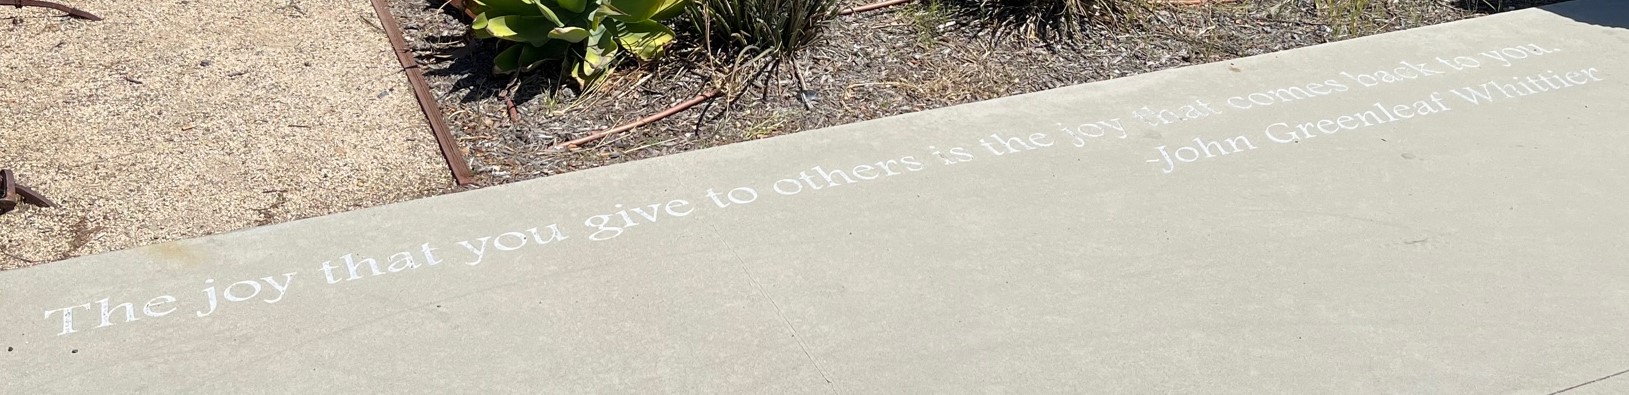 The joy that you give to others is the joy that comes back to you.
-John Greenleaf Whittier